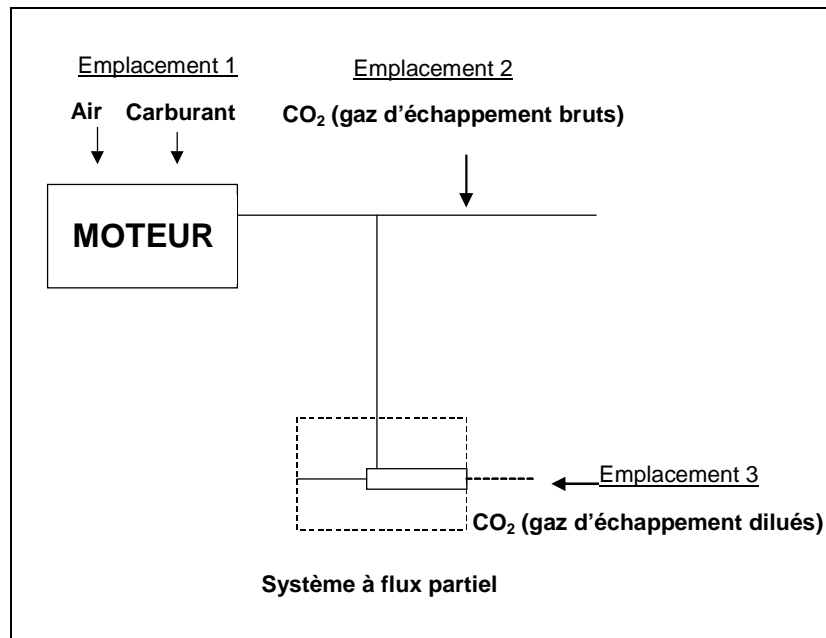 Emplacement 1
Emplacement 2
Air Carburant
CO₂ (gaz d'échappement bruts)
MOTEUR
Emplacement 3
CO₂ (gaz d'échappement dilués)
Système à flux partiel